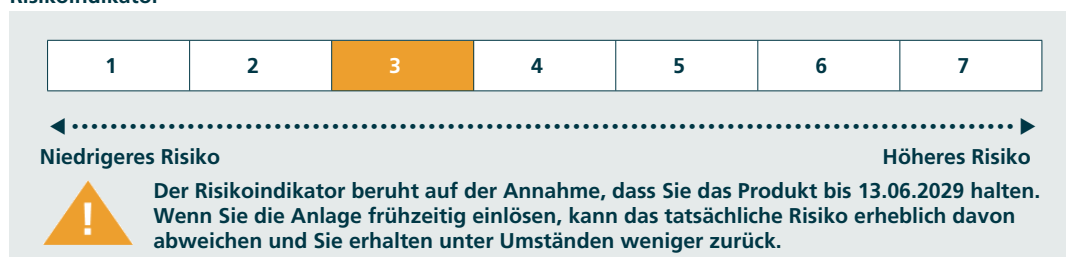 Risikoindikator
1 2 3 4 5 6 7
Niedrigeres Risiko Höheres Risiko
!
Der Risikoindikator beruht auf der Annahme, dass Sie das Produkt bis 13.06.2029 halten.
Wenn Sie die Anlage frühzeitig einlösen, kann das tatsächliche Risiko erheblich davon
abweichen und Sie erhalten unter Umständen weniger zurück.